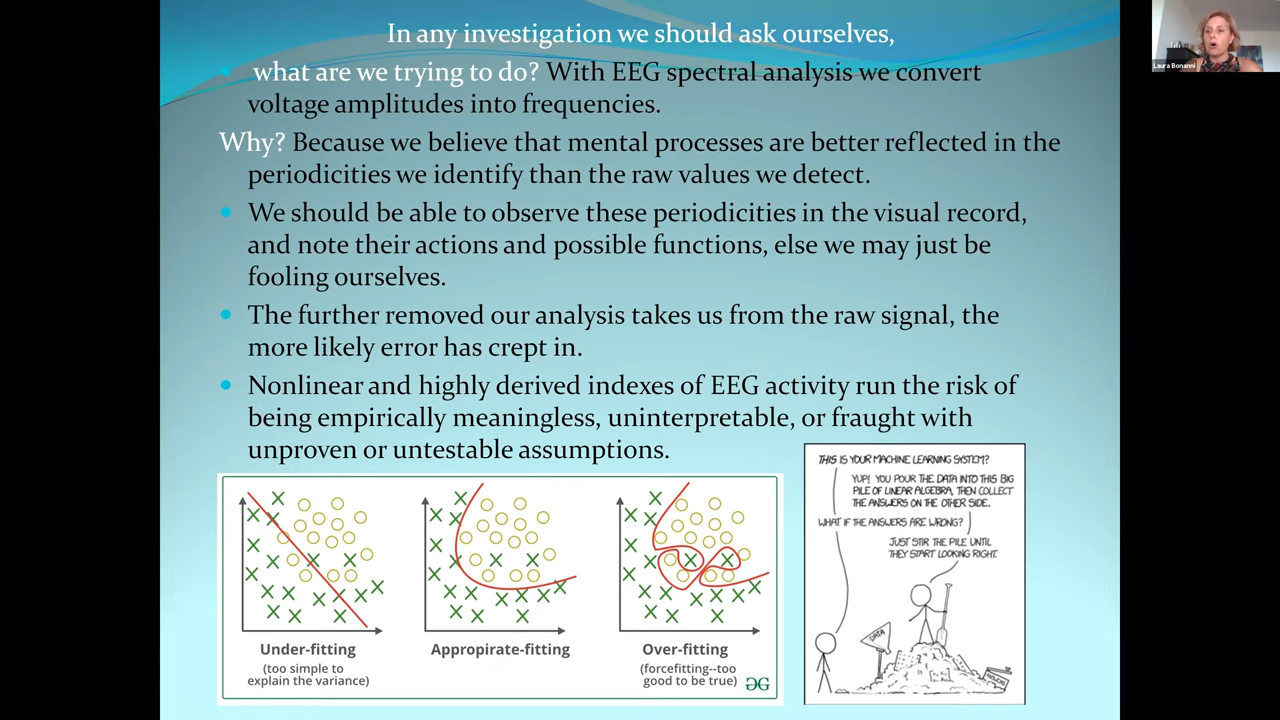 In any investigation we should ask ourselves,
what are we trying to do? With EEG spectral analysis we convert
voltage amplitudes into frequencies.
Why? Because we believe that mental processes are better reflected in the
periodicities we identify than the raw values we detect.
We should be able to observe these periodicities in the visual record,
and note their actions and possible functions, else we may just be
fooling ourselves.
The further removed our analysis takes us from the raw signal, the
more likely error has crept in.
Nonlinear and highly derived indexes of EEG activity run the risk of
being empirically meaningless, uninterpretable, or fraught with
unproven or untestable assumptions.
Under-fitting
(too simple to
explain the variance)
Appropirate-fitting
Over-fitting
(forcefitting--too
good to be true)
THIS IS YOUR MACHINE LEARNING SYSTEM?
YUP! YOU POUR THE DATA INTO THIS BIG
PILE OF LINEAR ALGEBRA, THEN COLLECT
THE ANSWERS ON THE OTHER SIDE.
WHAT IF THE ANSWERS ARE WRONG?
JUST STIR THE PILE UNTIL
THEY START LOOKING RIGHT.
DATA
Laura Bonanni